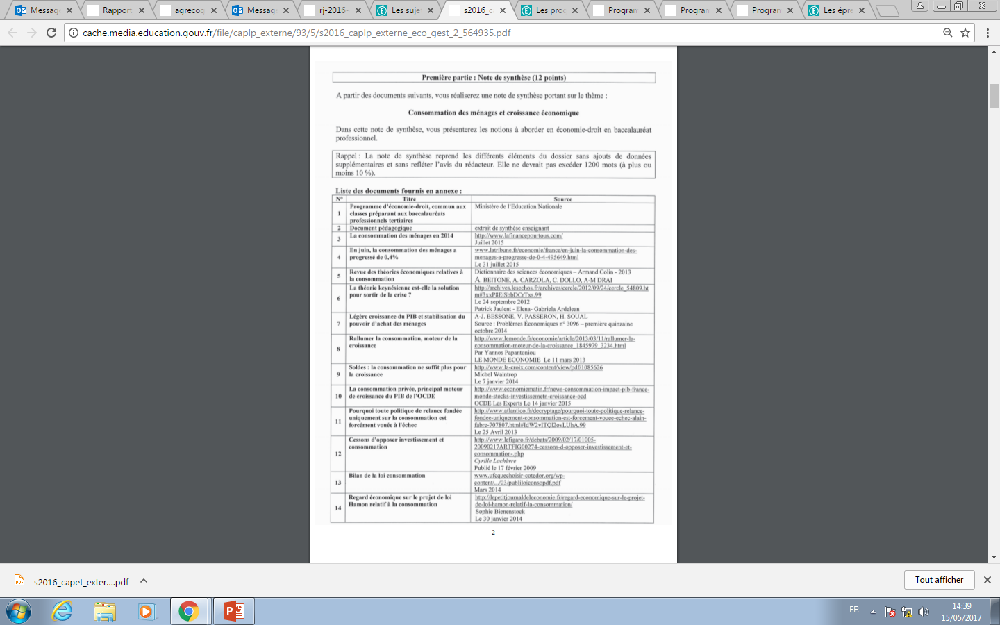 Message
Rapport
agrecog
Message
rj-2016-
Les suje
s2016_c
Les prog
Program
Program
Program
Les épre
cache.media.education.gouv.fr/file/caplp_externe/93/5/s2016_caplp_externe_eco_gest_2_564935.pdf
Première partie : Note de synthèse (12 points)
A partir des documents suivants, vous réaliserez une note de synthèse portant sur le thème :
Consommation des ménages et croissance économique
Dans cette note de synthèse, vous présenterez les notions à aborder en économie-droit en baccalauréat
professionnel.
Rappel : La note de synthèse reprend les différents éléments du dossier sans ajouts de données
supplémentaires et sans refléter l'avis du rédacteur. Elle ne devrait pas excéder 1200 mots (à plus ou
moins 10 %).
Liste des documents fournis en annexe :
N° Titre Source
1 Programme d'économie-droit, commun aux Ministère de l'Education Nationale
classes préparant aux baccalauréats
professionnels tertiaires
2 Document pédagogique extrait de synthèse enseignant
3 La consommation des ménages en 2014 http://www.lafinancepourtous.com/
Juillet 2015
4 En juin, la consommation des ménages a www.latribune.fr/economie/france/en-juin-la-consommation-des-
progressé de 0,4% menages-a-progresse-de-0-4-495649.html
Le 31 juillet 2015
5 Revue des théories économiques relatives à Dictionnaire des sciences économiques – Armand Colin - 2013
la consommation A. BEITONE, A. CARZOLA, C. DOLLO, A-M DRAI
6 La théorie keynésienne est-elle la solution http://archives.lesechos.fr/archives/cercle/2012/09/24/cercle_54809.ht
pour sortir de la crise ? m#3xxP8EiSbbDCrTxs.99
Le 24 septembre 2012
Patrick Jaulent - Elena- Gabriela Ardelean
7 Légère croissance du PIB et stabilisation du A-J. BESSONE, V. PASSERON, H. SOUAL
pouvoir d'achat des ménages Source : Problèmes Économiques n° 3096 – première quinzaine
octobre 2014
8 Rallumer la consommation, moteur de la http://www.lemonde.fr/economie/article/2013/03/11/rallumer-la-
croissance consommation-moteur-de-la-croissance_1845979_3234.html
Par Yannos Papantoniou
LE MONDE ECONOMIE Le 11 mars 2013
9 Soldes : la consommation ne suffit plus pour http://www.la-croix.com/content/view/pdf/1085626
la croissance Michel Waintrop
Le 7 janvier 2014
10 La consommation privée, principal moteur http://www.economiematin.fr/news-consommation-impact-pib-france-
de croissance du PIB de l'OCDE monde-stocks-investissemetn-croissance-ocd
OCDE Les Experts Le 14 janvier 2015
11 Pourquoi toute politique de relance fondée http://www.atlantico.fr/decryptage/pourquoi-toute-politique-relance-
uniquement sur la consommation est fondee-uniquement-consommation-est-forcement-vouee-echec-alain-
forcément vouée à l'échec
Le 25 Avril 2013
12 Cessons d'opposer investissement et http://www.lefigaro.fr/debats/2009/02/17/01005-
consommation 20090217ARTFIG00274-cessons-d-opposer-investissement-et-
consommation-.php
Cyrille Lachèvre
Publié le 17 février 2009
13 Bilan de la loi consommation www.ufcquechoisir-cotedor.org/wp-
content/.../03/publiloiconsopdf.pdf
Mars 2014
14 Regard économique sur le projet de loi http://lepetitjournaldeleconomie.fr/regard-economique-sur-le-projet-
Hamon relatif à la consommation de-loi-hamon-relatif-la-consommation/
Sophie Bienenstock
Le 30 janvier 2014
– 2 –
s2016_capet_exter....pdf
Tout afficher
FR
14:39
15/05/2017